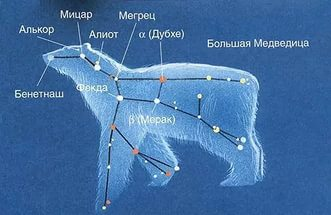 Мегрец
Мицар
Алькор
Алиот
α (Дубхе)
Большая Медведица
Бенетнаш
Фекда
β (Мерак)